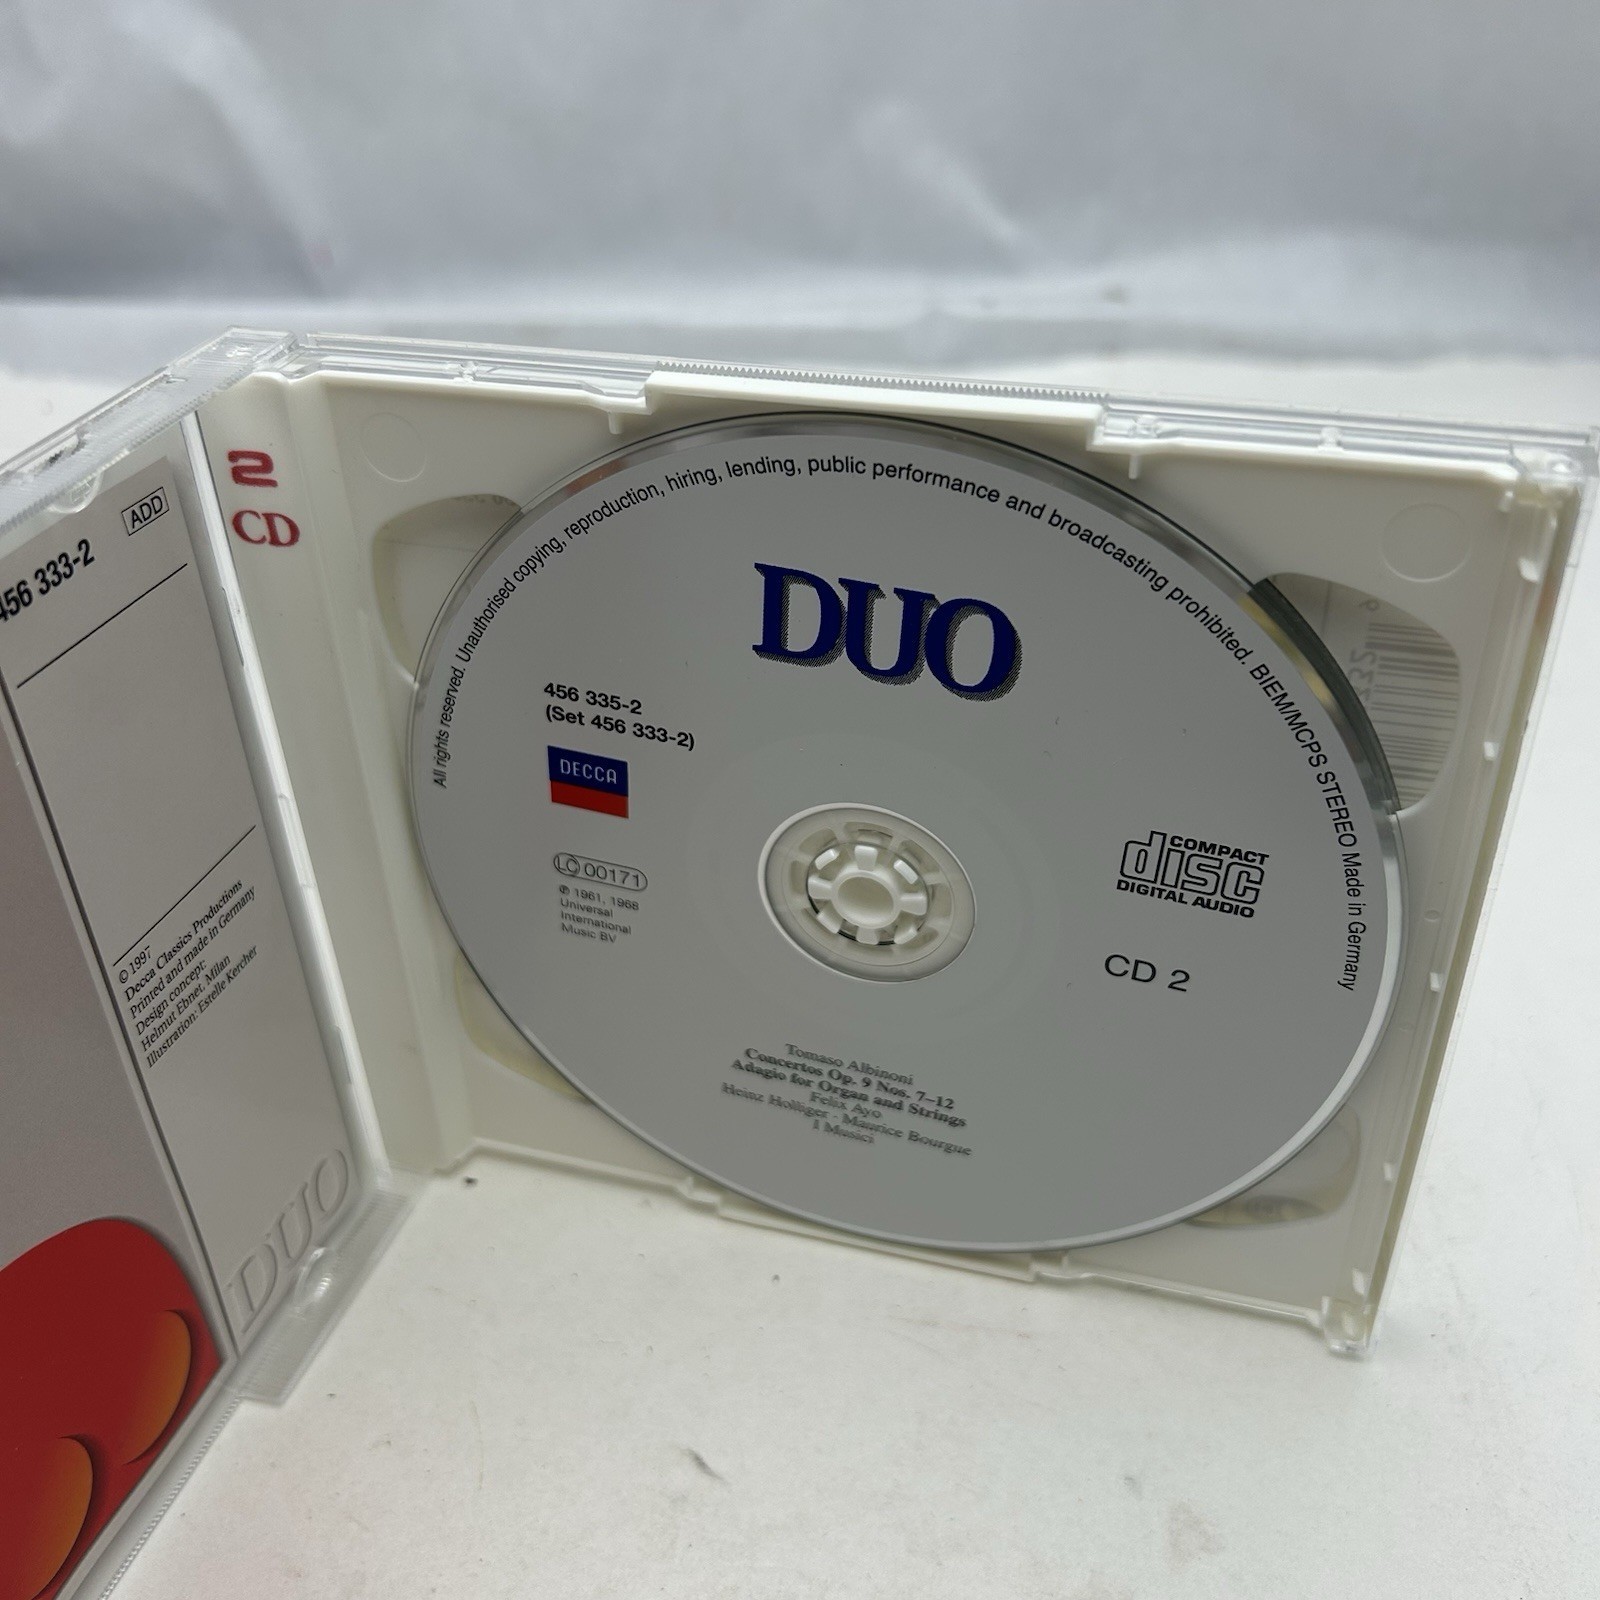 456 333-2
ADD
© 1997
Decca Classics Productions
Printed and made in Germany
Design concept:
Helmut Ebnet, Milan
Illustration: Estelle Kercher
DUO
2
CD
All rights reserved. Unauthorised copying, reproduction, hiring, lending, public performance and broadcasting prohibited. BIEM/MCPS STEREO Made in Germany
DUO
456 335-2
(Set 456 333-2)
DECCA
LC 00171
℗ 1961, 1968
Universal
International
Music BV
COMPACT
disc
DIGITAL AUDIO
CD 2
Tomaso Albinoni
Concertos Op. 9 Nos. 7–12
Adagio for Organ and Strings
Felix Ayo
Heinz Holliger · Maurice Bourgue
I Musici